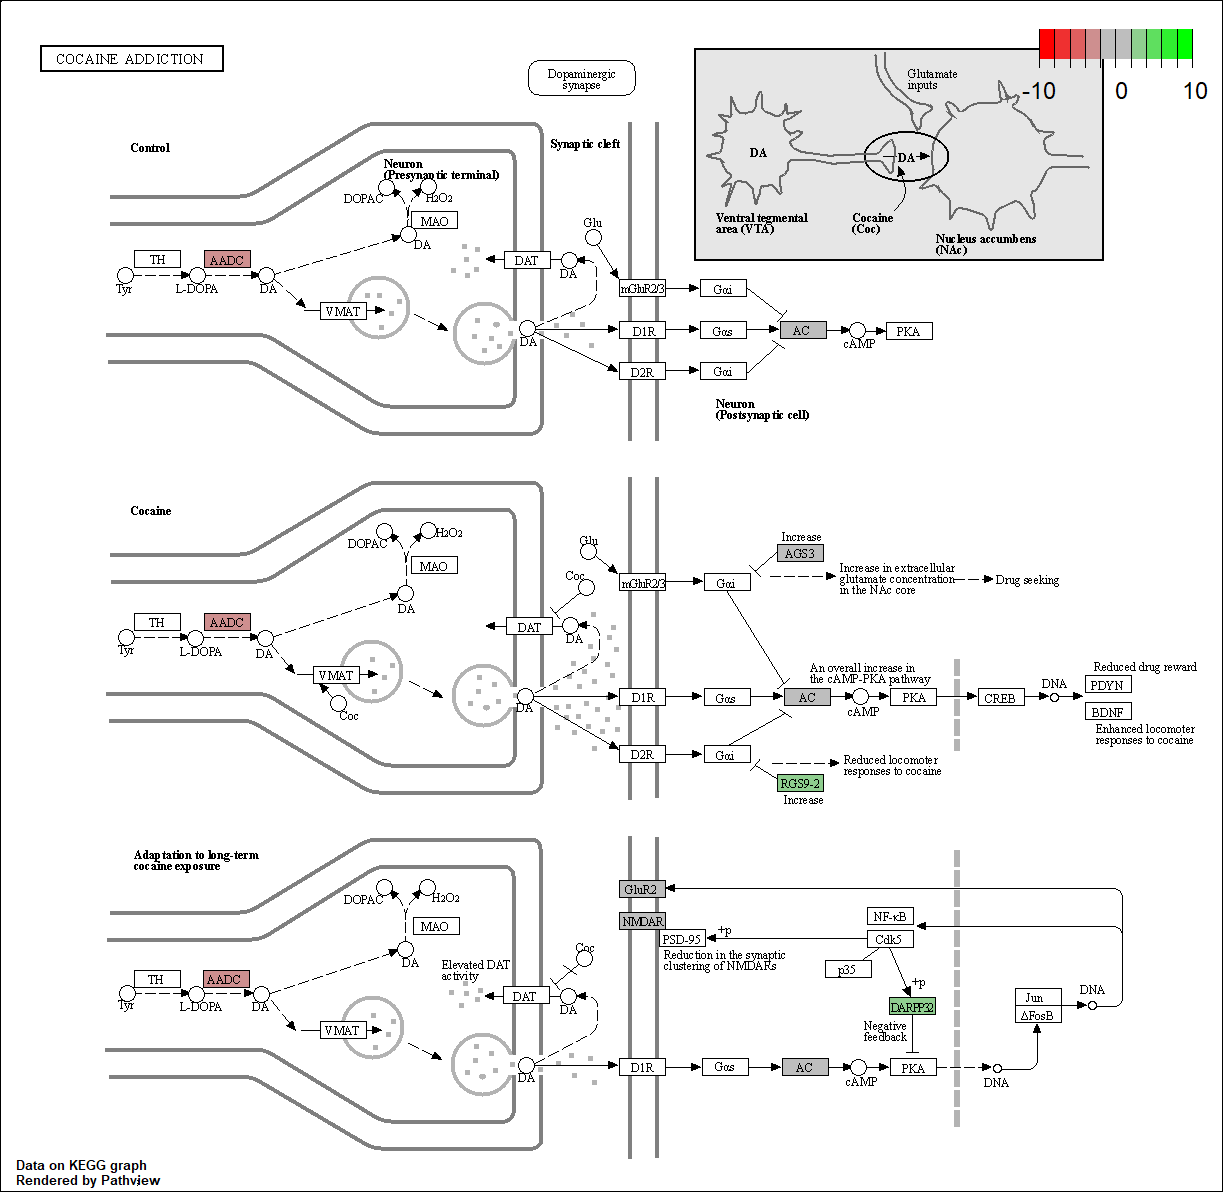 COCAINE ADDICTION
Dopaminergic
synapse
-10
0
10
Glutamate
inputs
DA
DA
Ventral tegmental
area (VTA)
Cocaine
(Coc)
Nucleus accumbens
(NAc)
Control
Synaptic cleft
Neuron
(Presynaptic terminal)
DOPAC
H2O2
MAO
DA
TH
AADC
Tyr
L-DOPA
DA
VMAT
DAT
DA
DA
Glu
mGluR2/3
Gαi
D1R
Gαs
AC
cAMP
PKA
D2R
Gαi
Neuron
(Postsynaptic cell)
Cocaine
DOPAC
H2O2
MAO
DA
TH
AADC
Tyr
L-DOPA
DA
VMAT
Coc
Glu
Coc
DAT
DA
DA
mGluR2/3
Gαi
Increase
AGS3
Increase in extracellular
glutamate concentration
in the NAc core
Drug seeking
An overall increase in
the cAMP-PKA pathway
D1R
Gαs
AC
cAMP
PKA
CREB
DNA
Reduced drug reward
PDYN
BDNF
Enhanced locomoter
responses to cocaine
D2R
Gαi
Reduced locomoter
responses to cocaine
RGS9-2
Increase
Adaptation to long-term
cocaine exposure
DOPAC
H2O2
MAO
DA
TH
AADC
Tyr
L-DOPA
DA
VMAT
Elevated DAT
activity
Coc
DAT
DA
DA
GluR2
NMDAR
PSD-95
+p
Reduction in the synaptic
clustering of NMDARs
NF-κB
Cdk5
p35
+p
DARPP32
Negative
feedback
D1R
Gαs
AC
cAMP
PKA
DNA
Jun
ΔFosB
DNA
Data on KEGG graph
Rendered by Pathview